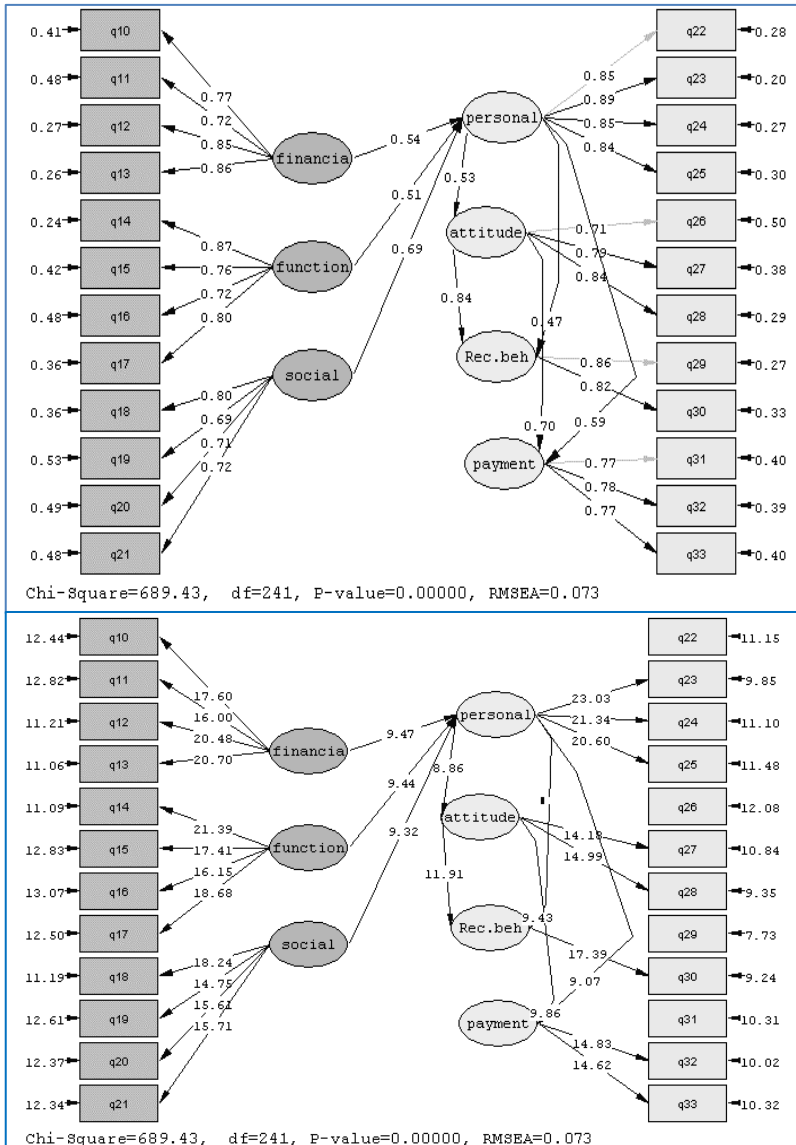 0.41 q10 q22 0.28
0.77 0.85
0.48 q11 q23 0.20
0.72 0.89
0.27 q12 0.85 personal 0.85 q24 0.27
0.54
0.26 q13 0.86 financia 0.84 q25 0.30
0.53 0.51
0.24 q14 q26 0.50
0.87 attitude 0.71
0.69
0.42 q15 0.76 function 0.79 q27 0.38
0.72
0.84 0.84
0.48 q16 q28 0.29
0.80 0.47
0.36 q17 Rec.beh 0.86 q29 0.27
social
0.36 q18 0.80 0.82 q30 0.33
0.69 0.70 0.59
0.53 q19 0.71 payment 0.77 q31 0.40
0.72 0.78
0.49 q20 q32 0.39
0.77
0.48 q21 q33 0.40
Chi-Square=689.43, df=241, P-value=0.00000, RMSEA=0.073
12.44 q10 q22 11.15
12.82 q11 17.60 23.03 q23 9.85
16.00 personal
11.21 q12 20.48 9.47 21.34 q24 11.10
financia
11.06 q13 20.70 8.86 20.60 q25 11.48
9.44
11.09 q14 q26 12.08
21.39 attitude
12.83 q15 17.41 function 9.32 14.18 q27 10.84
16.15 14.99
13.07 q16 11.91 q28 9.35
18.68
12.50 q17 9.43 q29 7.73
social Rec.beh
11.19 q18 18.24 17.39 q30 9.24
14.75 9.07
12.61 q19 15.61 q31 10.31
15.71 payment 9.86
12.37 q20 14.83 q32 10.02
14.62
12.34 q21 q33 10.32
Chi-Square=689.43, df=241, P-value=0.00000, RMSEA=0.073